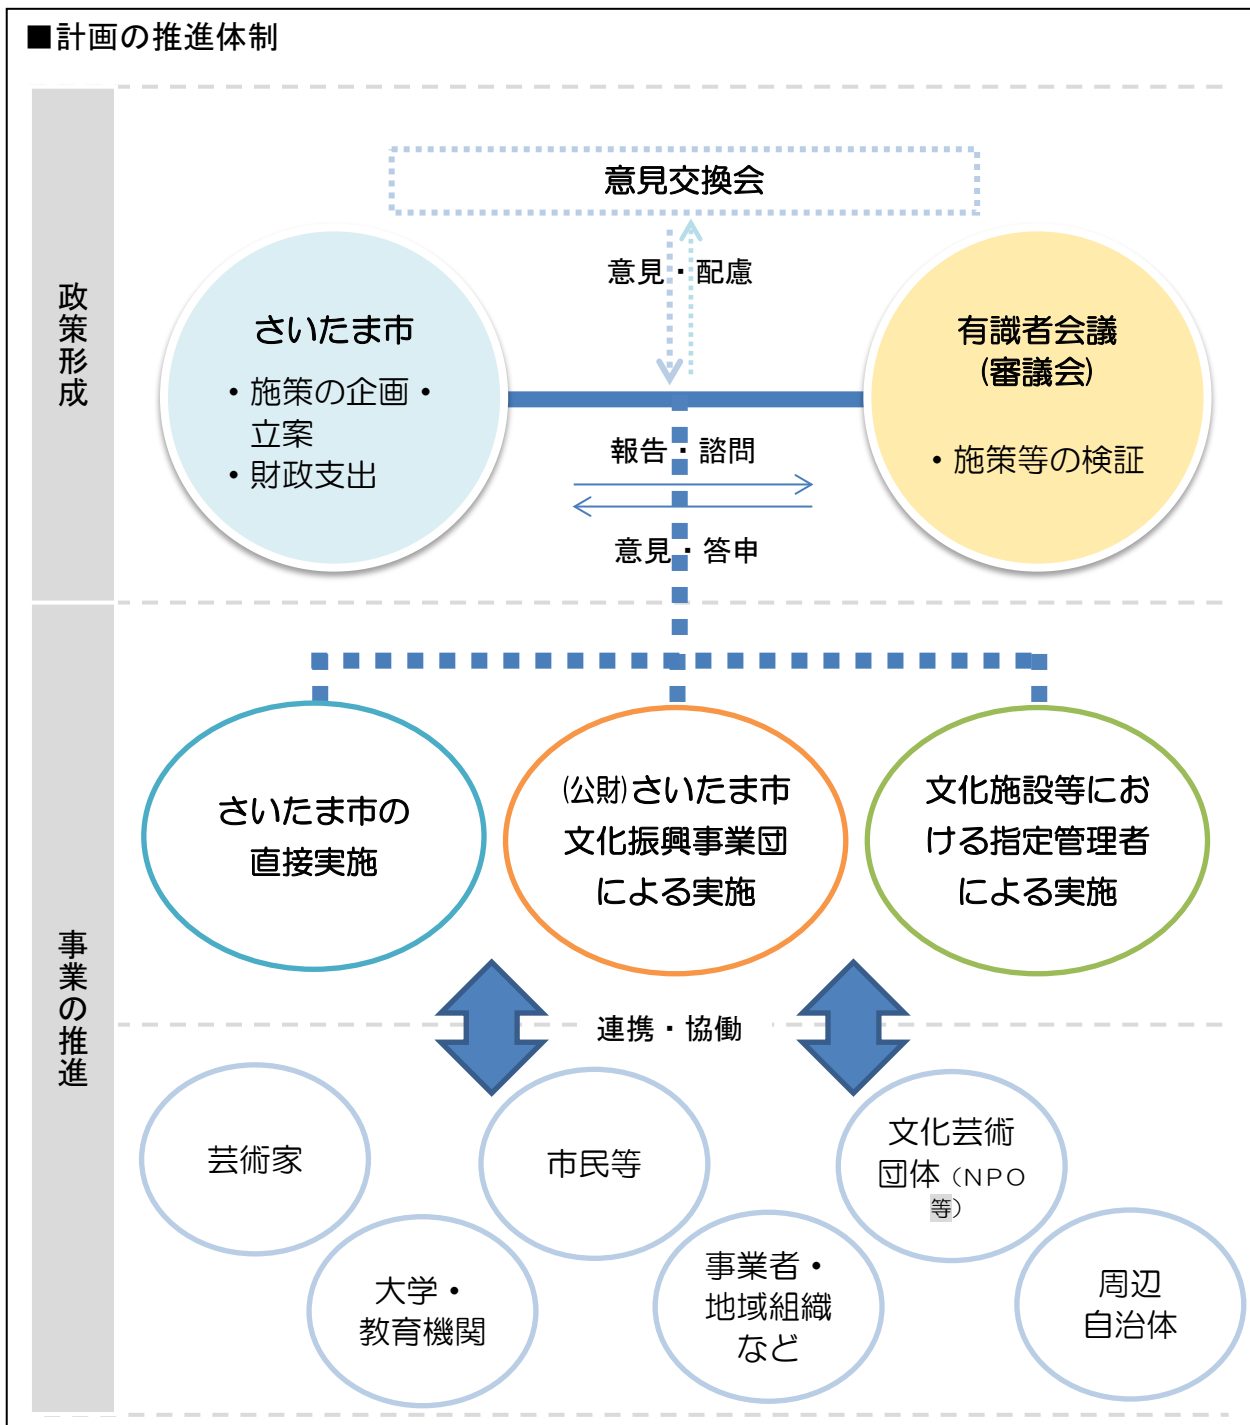 ■計画の推進体制
政策形成
意見交換会
意見・配慮
さいたま市
・施策の企画・
立案
・財政支出
有識者会議
(審議会)
・施策等の検証
報告・諮問
意見・答申
事業の推進
さいたま市の
直接実施
(公財)さいたま市
文化振興事業団
による実施
文化施設等にお
ける指定管理者
による実施
連携・協働
芸術家
市民等
文化芸術
団体（NPO
等）
大学・
教育機関
事業者・
地域組織
など
周辺
自治体